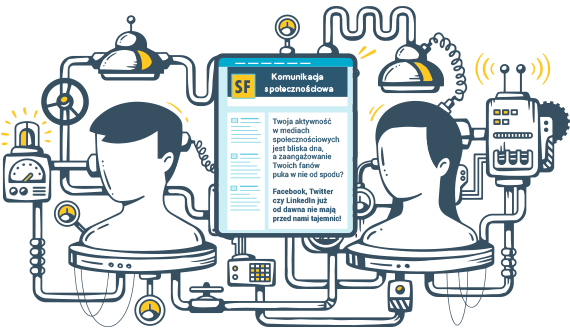 SF
Komunikacja
społecznościowa
Twoja aktywność
w mediach
społecznościowych
jest bliska dna,
a zaangażowanie
Twoich fanów
puka w nie od spodu?
Facebook, Twitter
czy LinkedIn już
od dawna nie mają
przed nami tajemnic!